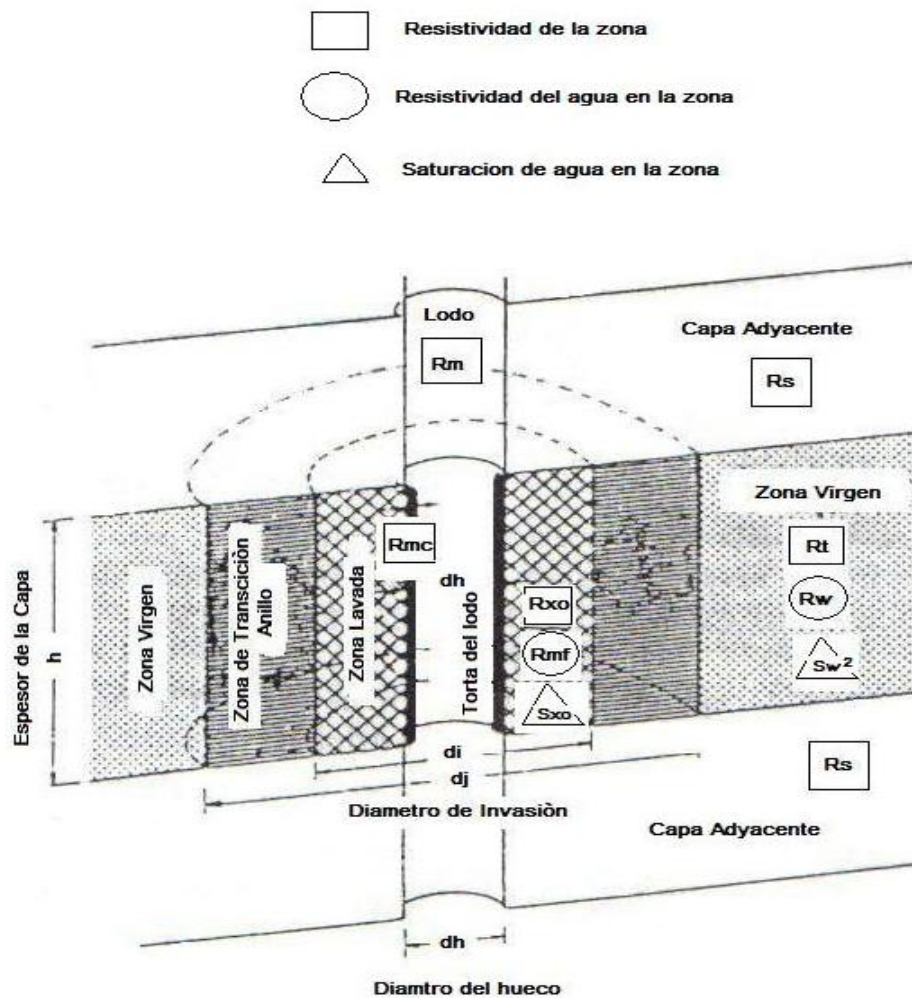 Resistividad de la zona
Resistividad del agua en la zona
Saturacion de agua en la zona
Lodo
Rm
Capa Adyacente
Rs
Espesor de la Capa
h
Zona Virgen
Zona de Transciciòn
Anillo
Zona Lavada
Rmc
dh
Torta del lodo
Rxo
Rmf
Sxo
Zona Virgen
Rt
Rw
Sw²
di
dj
Diametro de Invasiòn
Rs
Capa Adyacente
dh
Diamtro del hueco